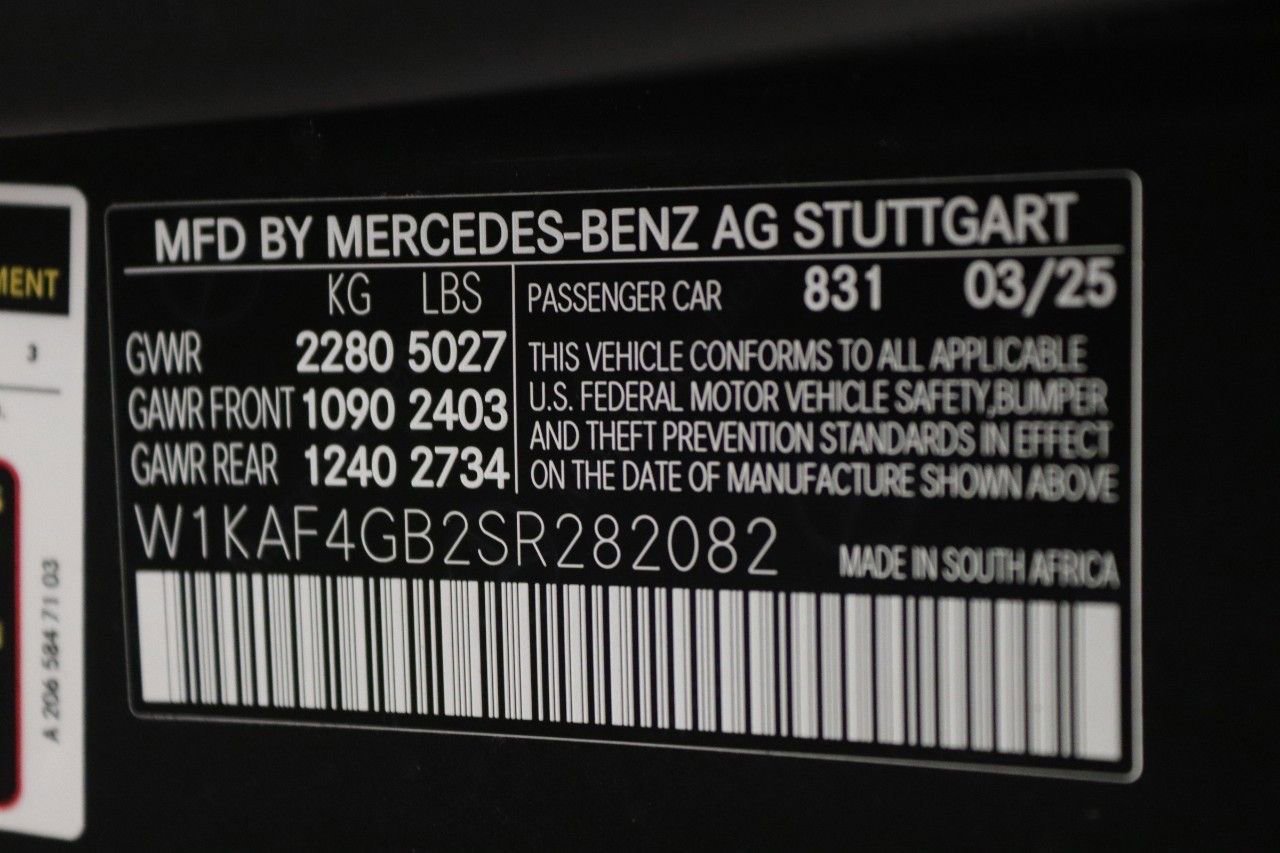 MFD BY MERCEDES-BENZ AG STUTTGART
KG LBS
GVWR 2280 5027
GAWR FRONT 1090 2403
GAWR REAR 1240 2734
PASSENGER CAR 831 03/25
THIS VEHICLE CONFORMS TO ALL APPLICABLE
U.S. FEDERAL MOTOR VEHICLE SAFETY,BUMPER
AND THEFT PREVENTION STANDARDS IN EFFECT
ON THE DATE OF MANUFACTURE SHOWN ABOVE
W1KAF4GB2SR282082
MADE IN SOUTH AFRICA
3
A 206 584 71 03